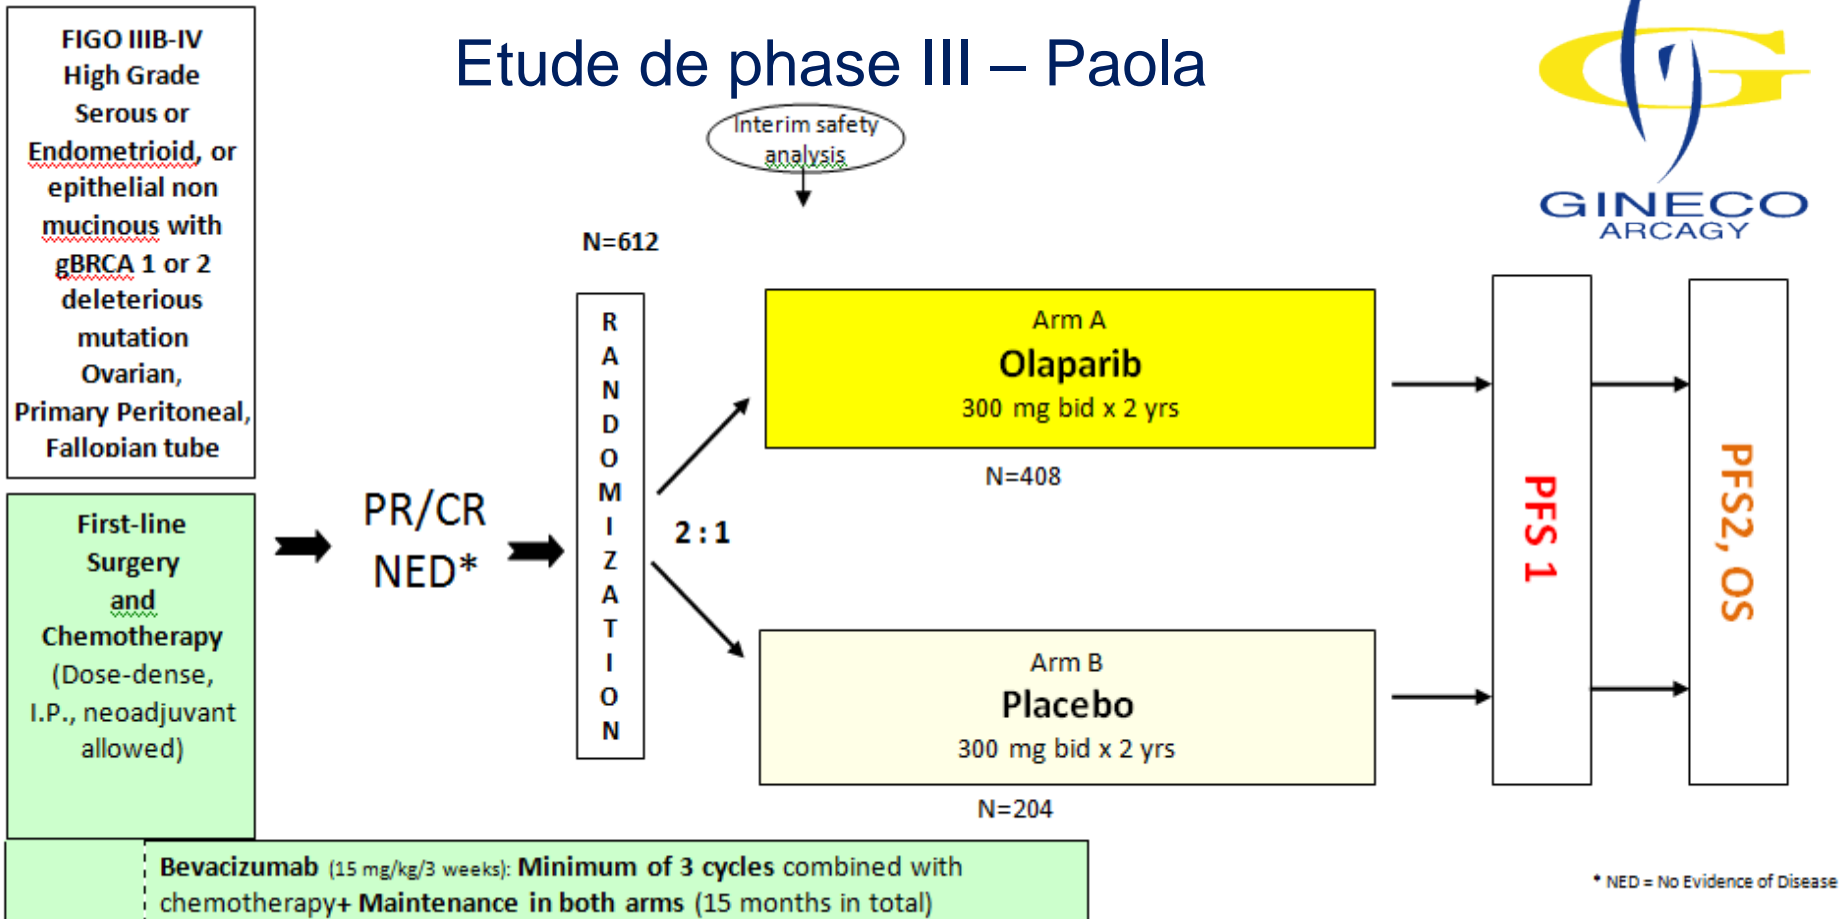 Etude de phase III – Paola
GINECO
ARCAGY
FIGO IIIB-IV
High Grade
Serous or
Endometrioid, or
epithelial non
mucinous with
gBRCA 1 or 2
deleterious
mutation
Ovarian,
Primary Peritoneal,
Fallopian tube
First-line
Surgery
and
Chemotherapy
(Dose-dense,
I.P., neoadjuvant
allowed)
PR/CR
NED*
Interim safety
analysis
N=612
RANDOMIZATION
2 : 1
Arm A
Olaparib
300 mg bid x 2 yrs
N=408
Arm B
Placebo
300 mg bid x 2 yrs
N=204
PFS 1
PFS2, OS
Bevacizumab (15 mg/kg/3 weeks): Minimum of 3 cycles combined with
chemotherapy+ Maintenance in both arms (15 months in total)
* NED = No Evidence of Disease